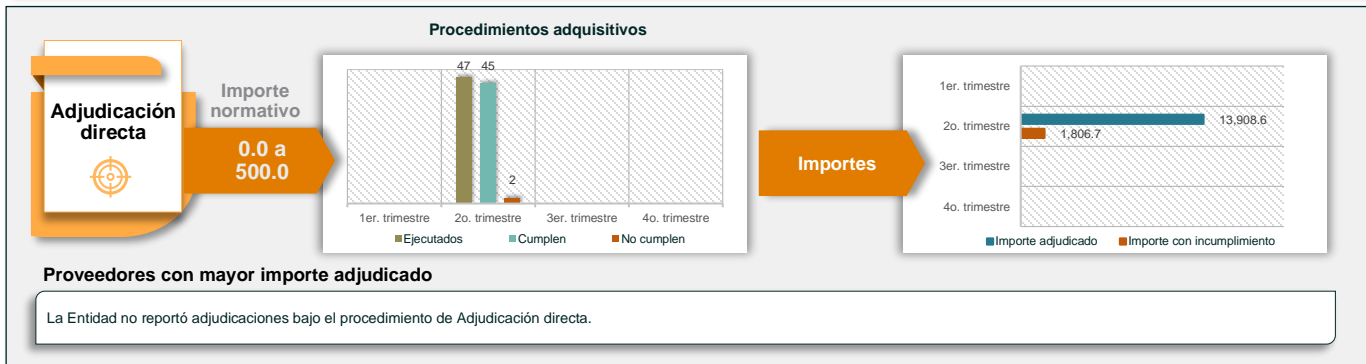 Procedimientos adquisitivos
Adjudicación
directa
Importe
normativo
0.0 a
500.0
47
45
2
1er. trimestre
2o. trimestre
3er. trimestre
4o. trimestre
Ejecutados
Cumplen
No cumplen
Importes
1er. trimestre
2o. trimestre
13,908.6
1,806.7
3er. trimestre
4o. trimestre
Importe adjudicado
Importe con incumplimiento
Proveedores con mayor importe adjudicado
La Entidad no reportó adjudicaciones bajo el procedimiento de Adjudicación directa.